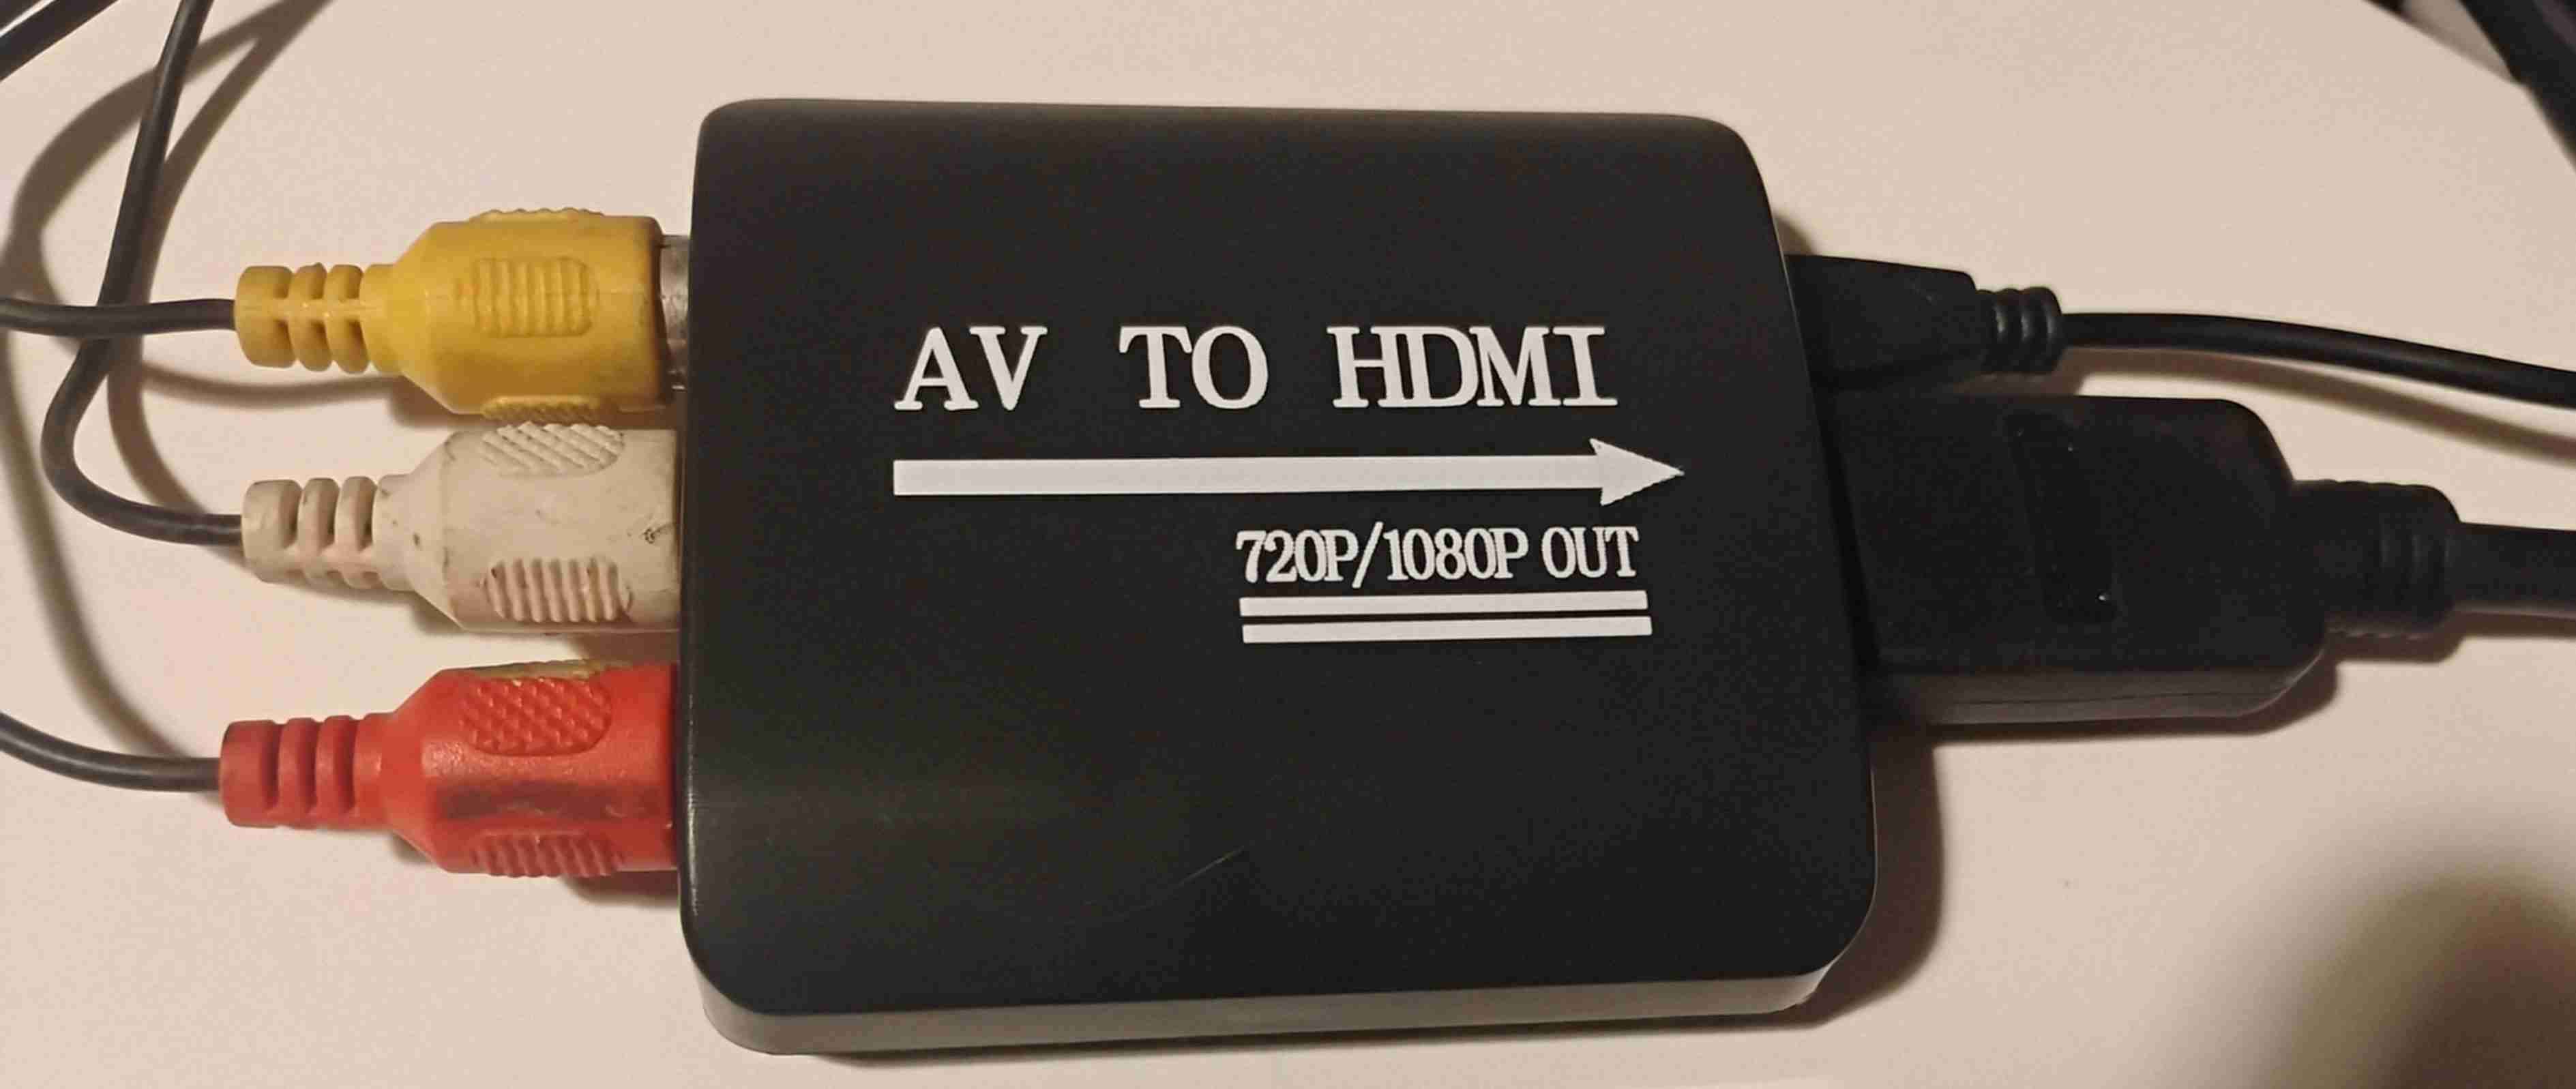 AV TO HDMI
720P/1080P OUT